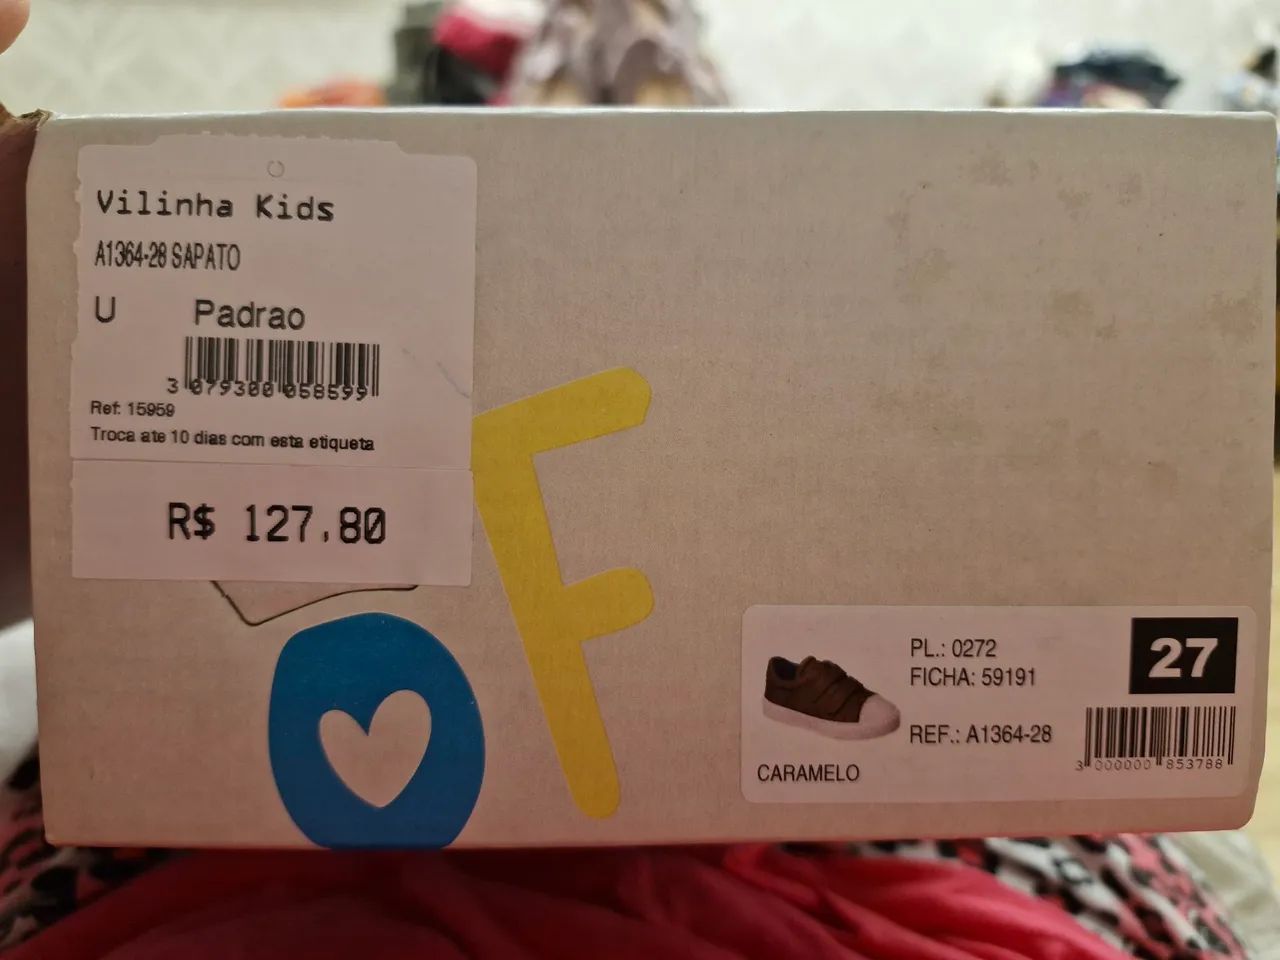 Vilinha Kids
A1364-28 SAPATO
U Padrao
3 079300 058599
Ref: 15959
Troca ate 10 dias com esta etiqueta
R$ 127,80
OF
PL.: 0272
FICHA: 59191
27
REF.: A1364-28
3 000000 853788
CARAMELO